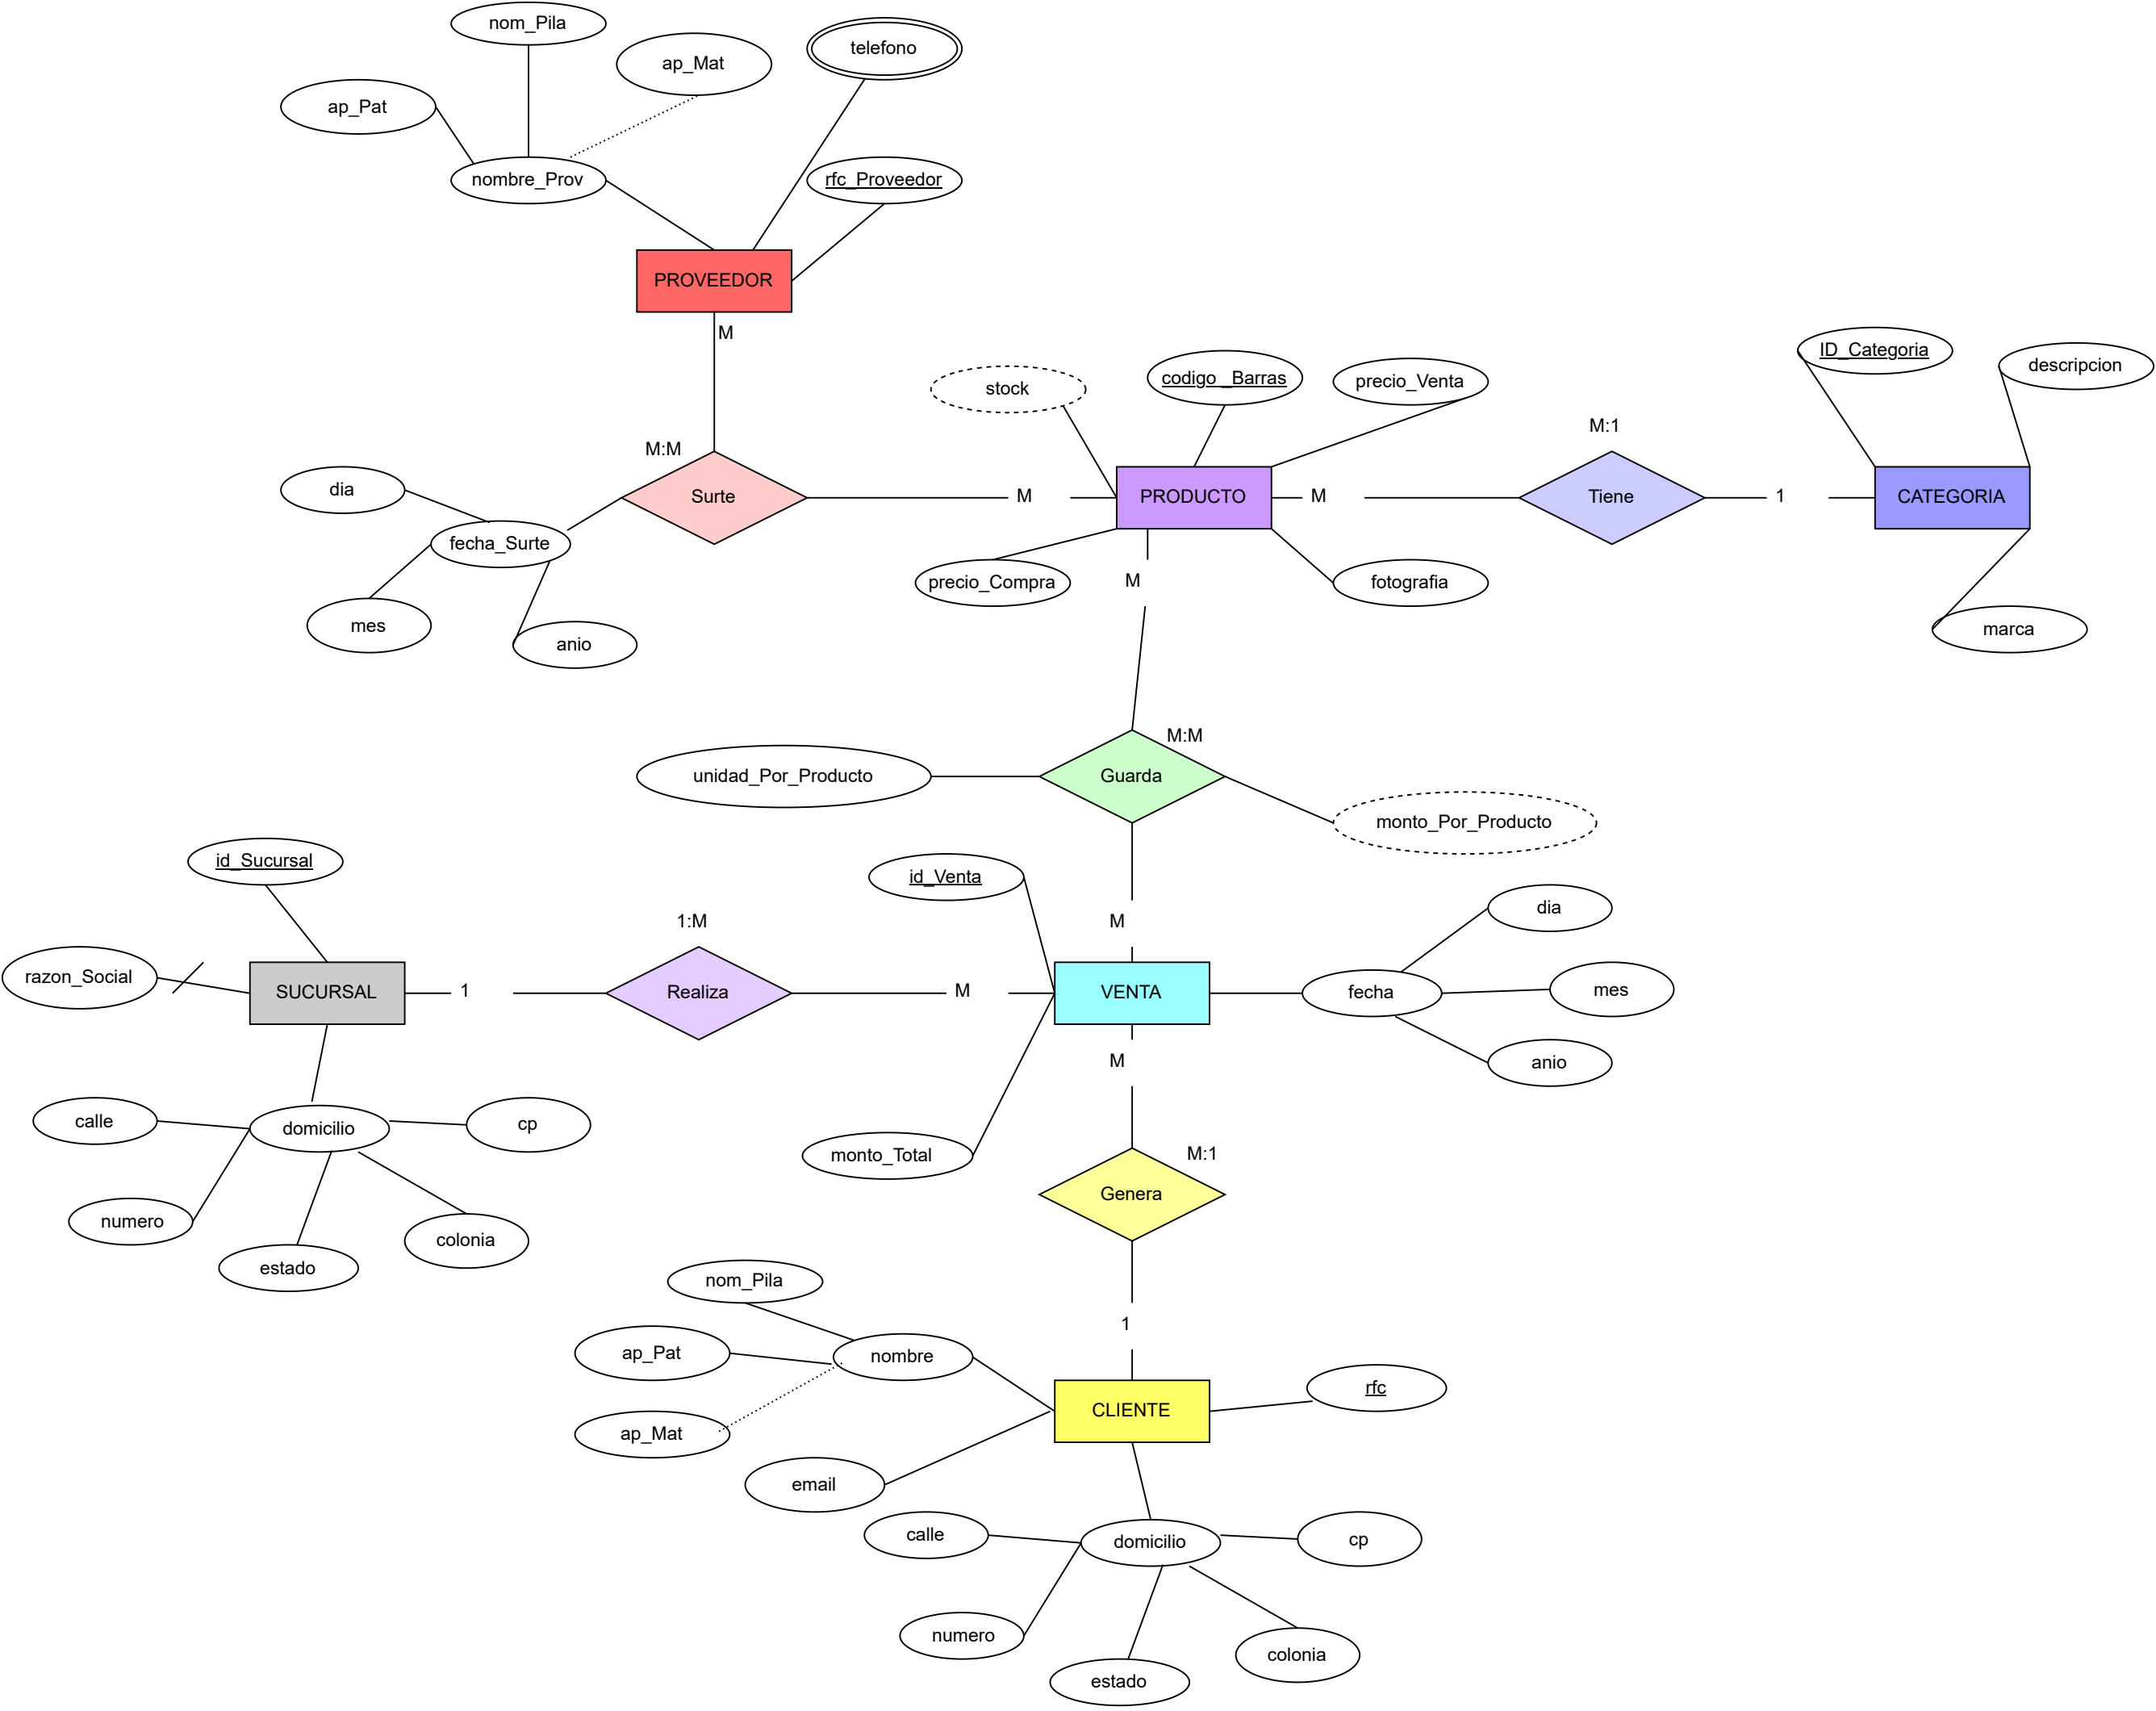 nom_Pila
telefono
ap_Mat
ap_Pat
nombre_Prov
rfc_Proveedor
PROVEEDOR
M
ID_Categoria
descripcion
stock
codigo_Barras
precio_Venta
M:1
M:M
dia
Surte
M
PRODUCTO
M
Tiene
1
CATEGORIA
fecha_Surte
precio_Compra
M
fotografia
mes
anio
marca
M:M
unidad_Por_Producto
Guarda
monto_Por_Producto
id_Sucursal
id_Venta
dia
1:M
M
razon_Social
SUCURSAL
1
Realiza
M
VENTA
fecha
mes
M
anio
calle
domicilio
cp
monto_Total
M:1
Genera
numero
colonia
estado
nom_Pila
1
ap_Pat
nombre
rfc
CLIENTE
ap_Mat
email
calle
domicilio
cp
numero
colonia
estado